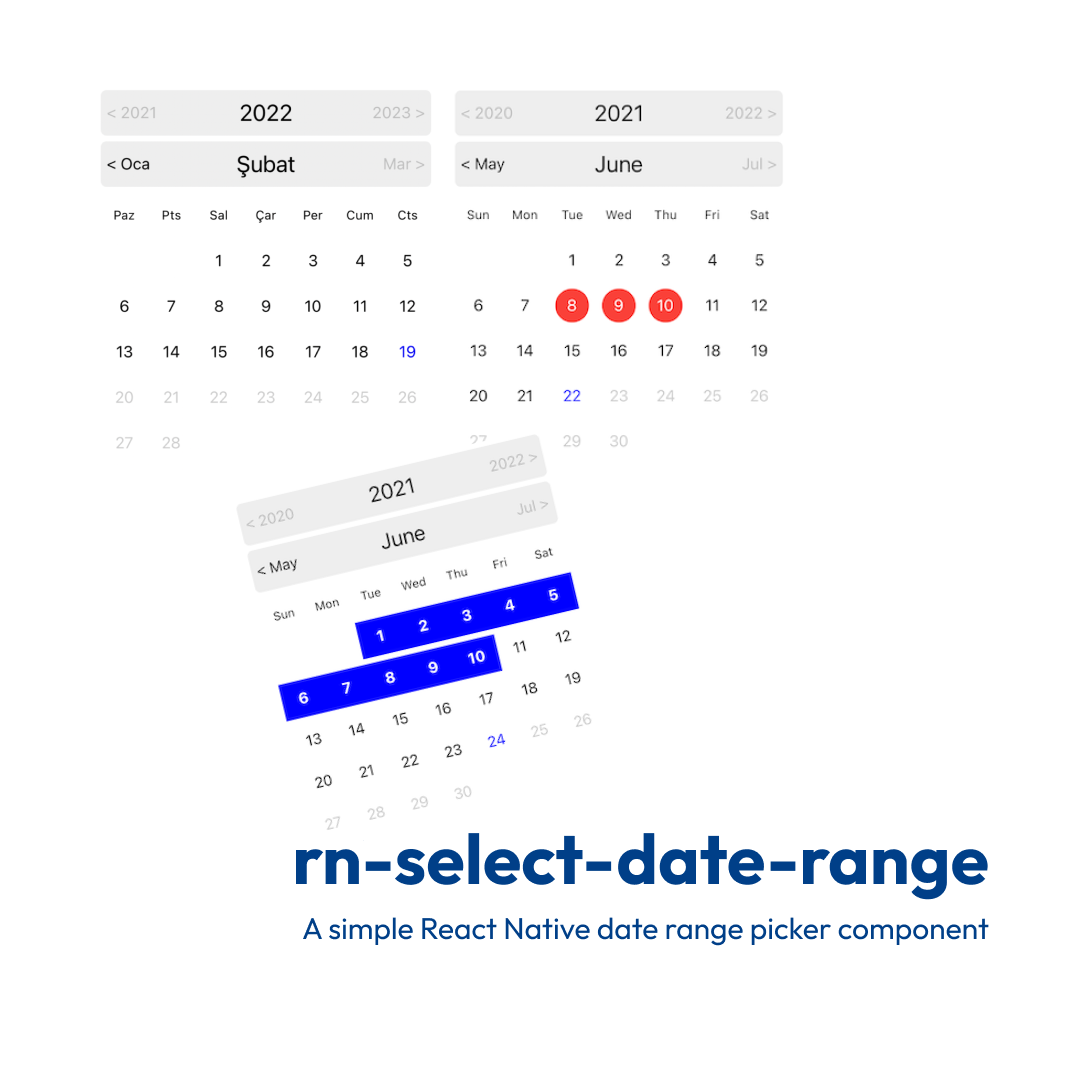 < 2021 2022 2023 >
< Oca Şubat Mar >
Paz Pts Sal Çar Per Cum Cts
1 2 3 4 5
6 7 8 9 10 11 12
13 14 15 16 17 18 19
20 21 22 23 24 25 26
27 28
< 2020 2021 2022 >
< May June Jul >
Sun Mon Tue Wed Thu Fri Sat
1 2 3 4 5
6 7 8 9 10 11 12
13 14 15 16 17 18 19
20 21 22 23 24 25 26
27 29 30
< 2020 2021 2022 >
< May June Jul >
Sun Mon Tue Wed Thu Fri Sat
1 2 3 4 5
6 7 8 9 10 11 12
13 14 15 16 17 18 19
20 21 22 23 24 25 26
27 28 29 30
rn-select-date-range
A simple React Native date range picker component